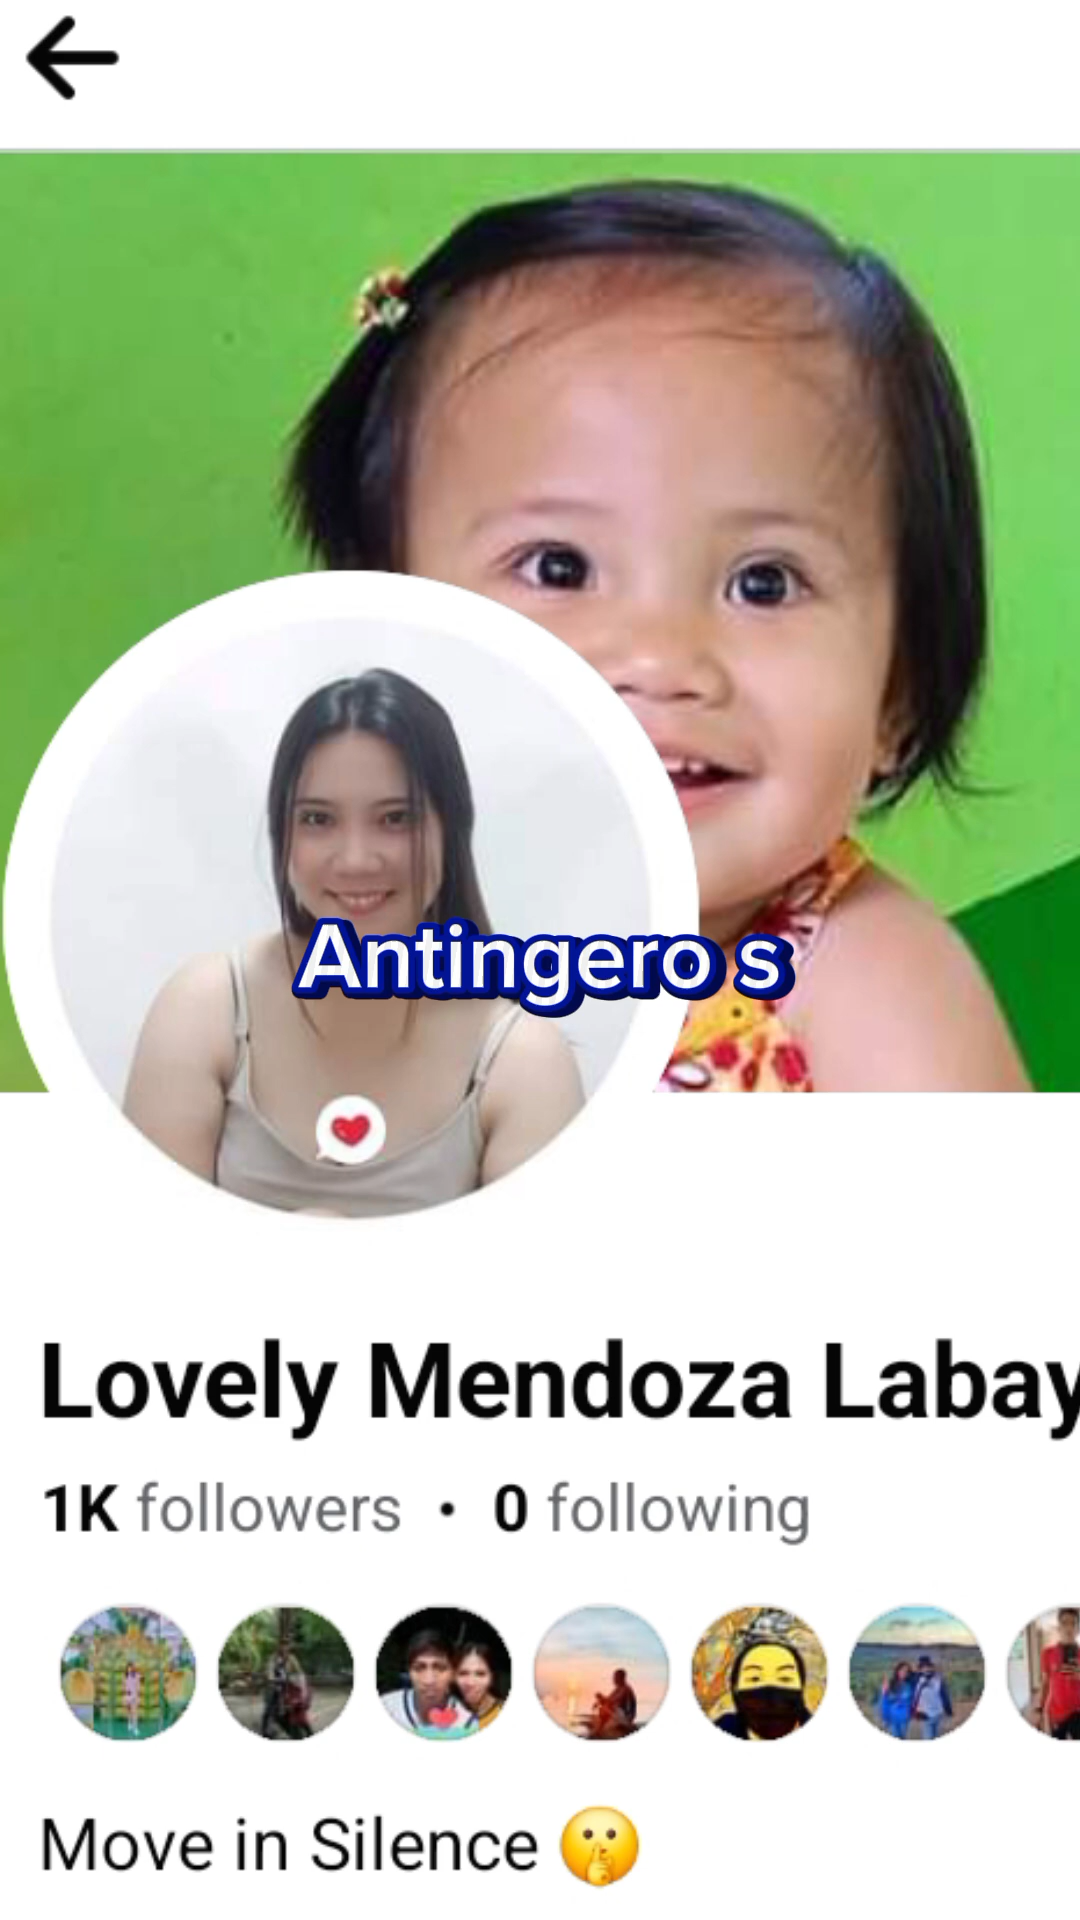 Antingero s
Lovely Mendoza Labay
1K followers • 0 following
Move in Silence 🤫